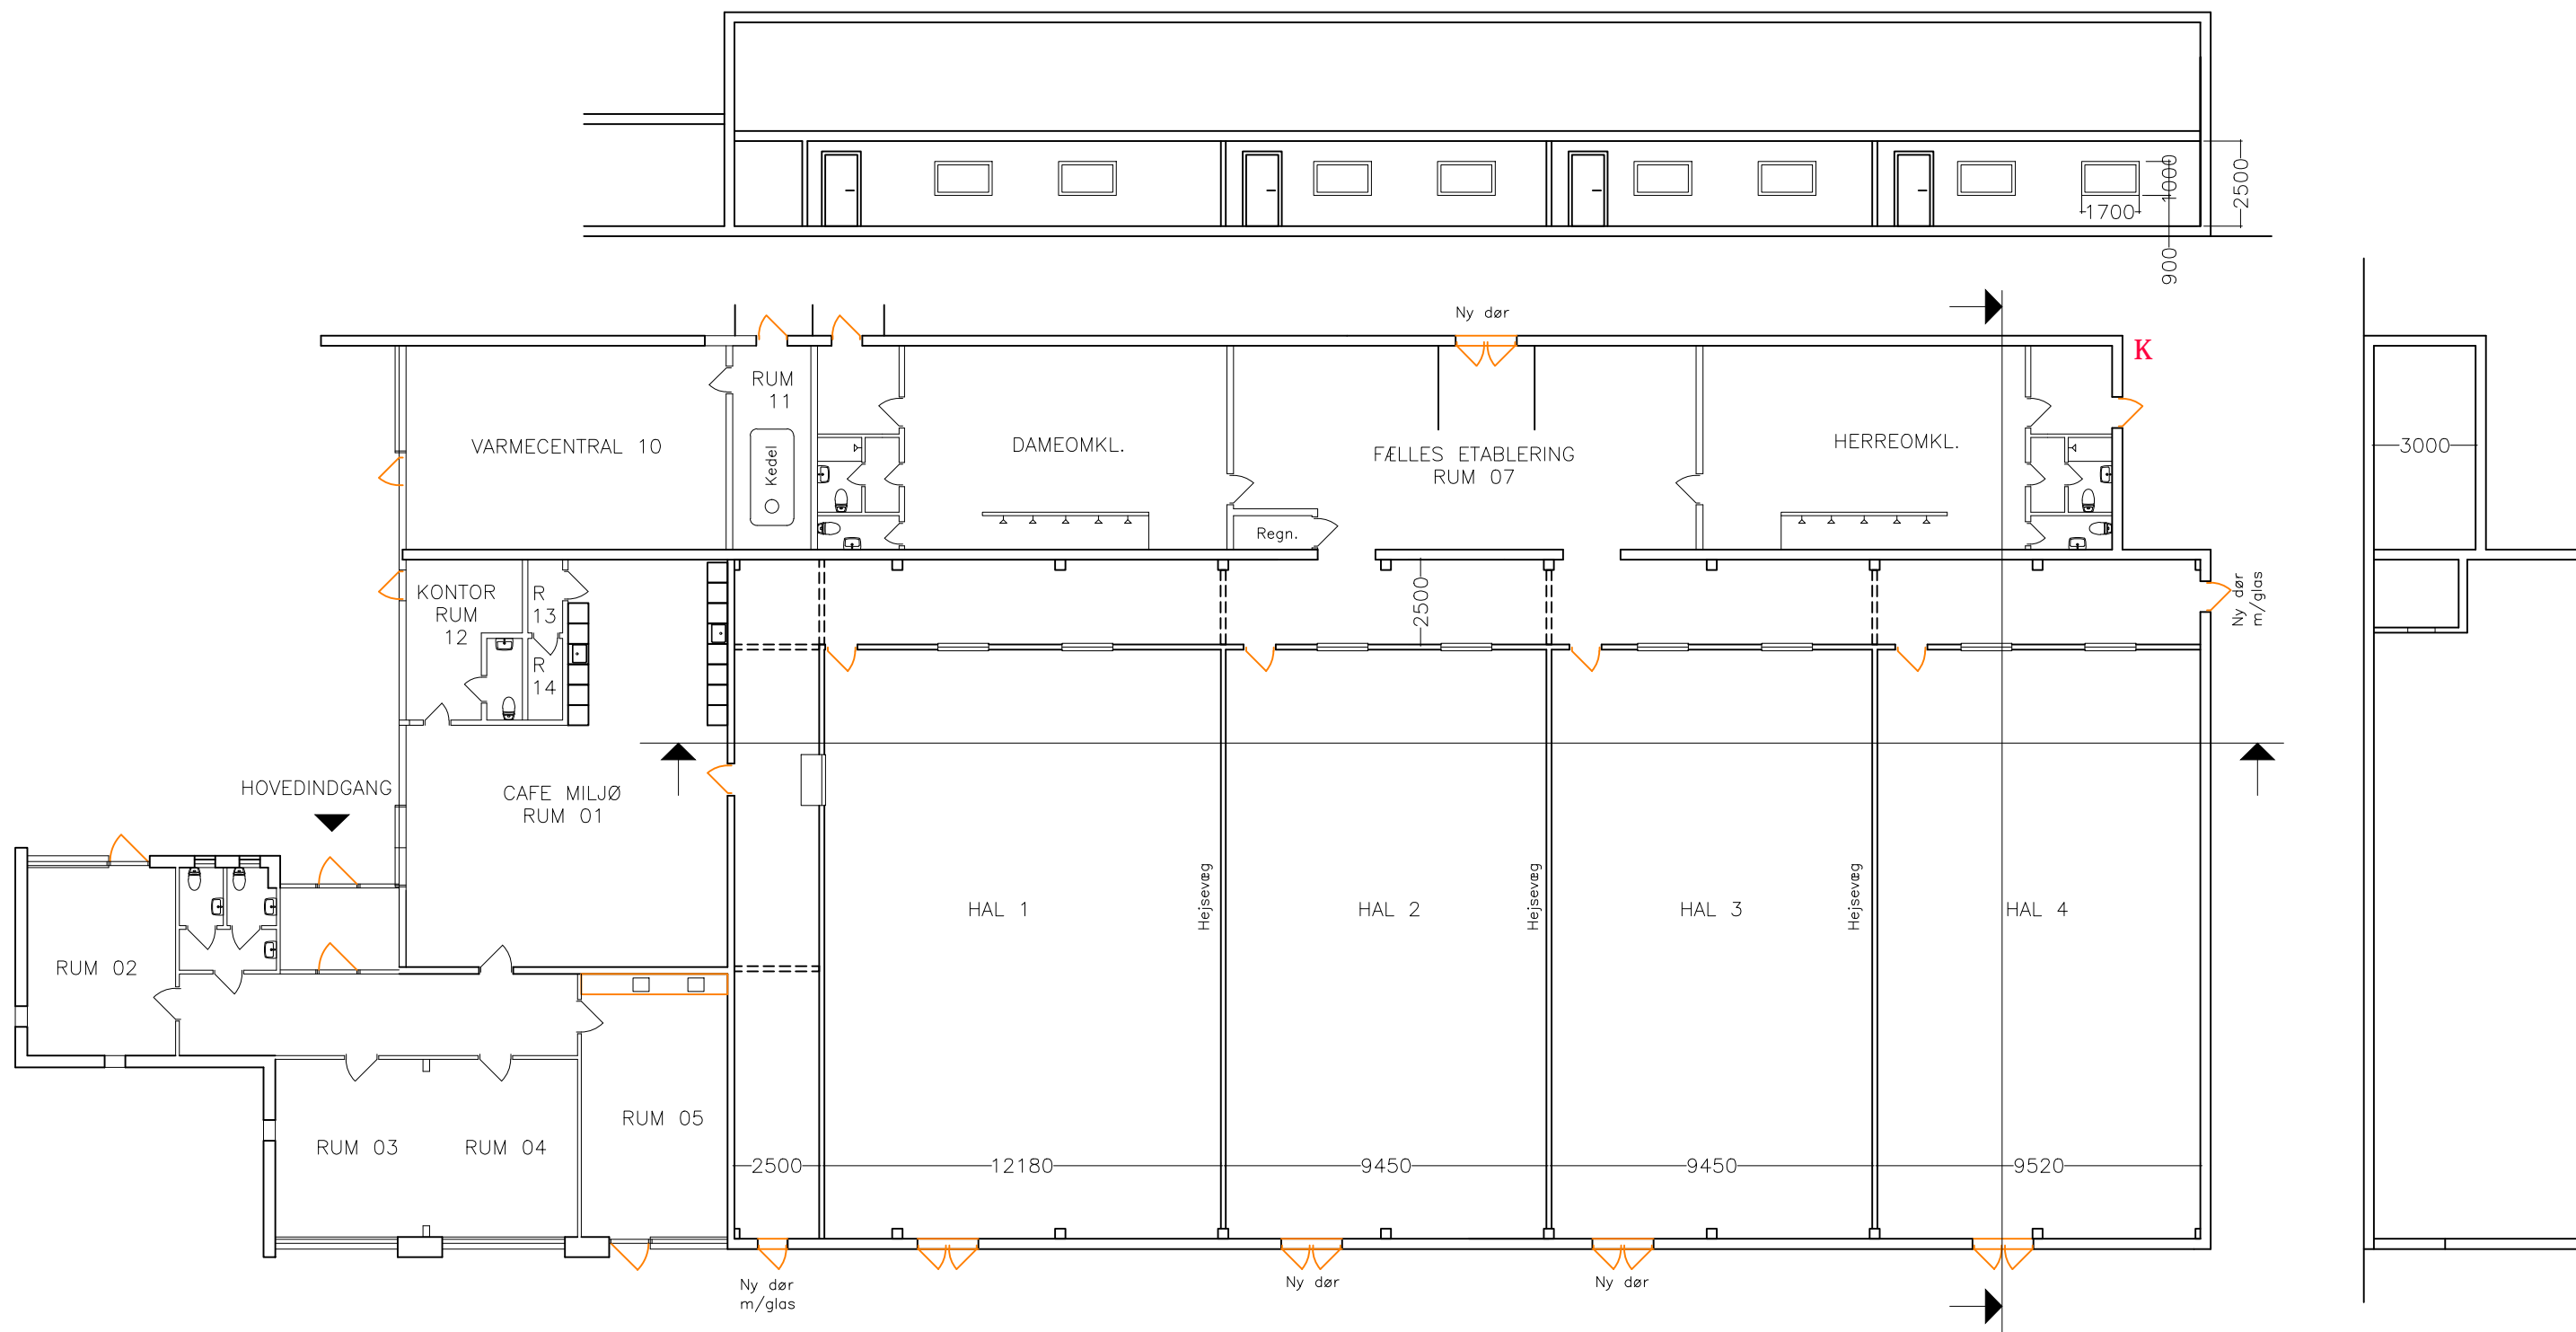 1000
2500
1700
900
Ny dør
K
RUM
11
VARMECENTRAL 10
Kedel
DAMEOMKL.
FÆLLES ETABLERING
RUM 07
HERREOMKL.
3000
Regn.
KONTOR
RUM
12
R
13
R
14
2500
Ny dør
m/glas
HOVEDINDGANG
CAFE MILJØ
RUM 01
Hejsevæg
Hejsevæg
Hejsevæg
HAL 1
HAL 2
HAL 3
HAL 4
RUM 02
RUM 05
RUM 03
RUM 04
2500
12180
9450
9450
9520
Ny dør
m/glas
Ny dør
Ny dør